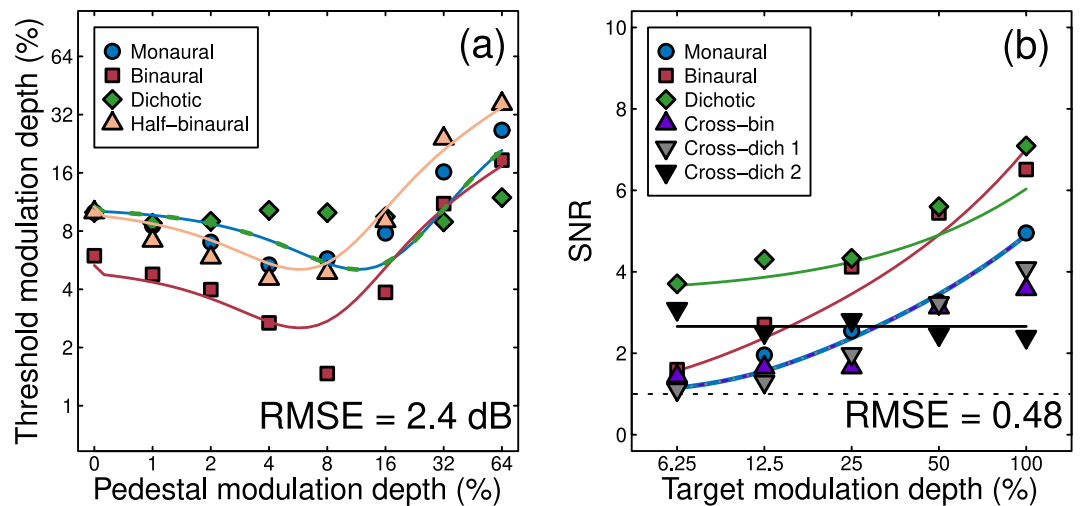 (a)
Monaural
Binaural
Dichotic
Half−binaural
Threshold modulation depth (%)
64
32
16
8
4
2
1
RMSE = 2.4 dB
0 1 2 4 8 16 32 64
Pedestal modulation depth (%)
(b)
Monaural
Binaural
Dichotic
Cross−bin
Cross−dich 1
Cross−dich 2
SNR
10
8
6
4
2
0
RMSE = 0.48
6.25 12.5 25 50 100
Target modulation depth (%)